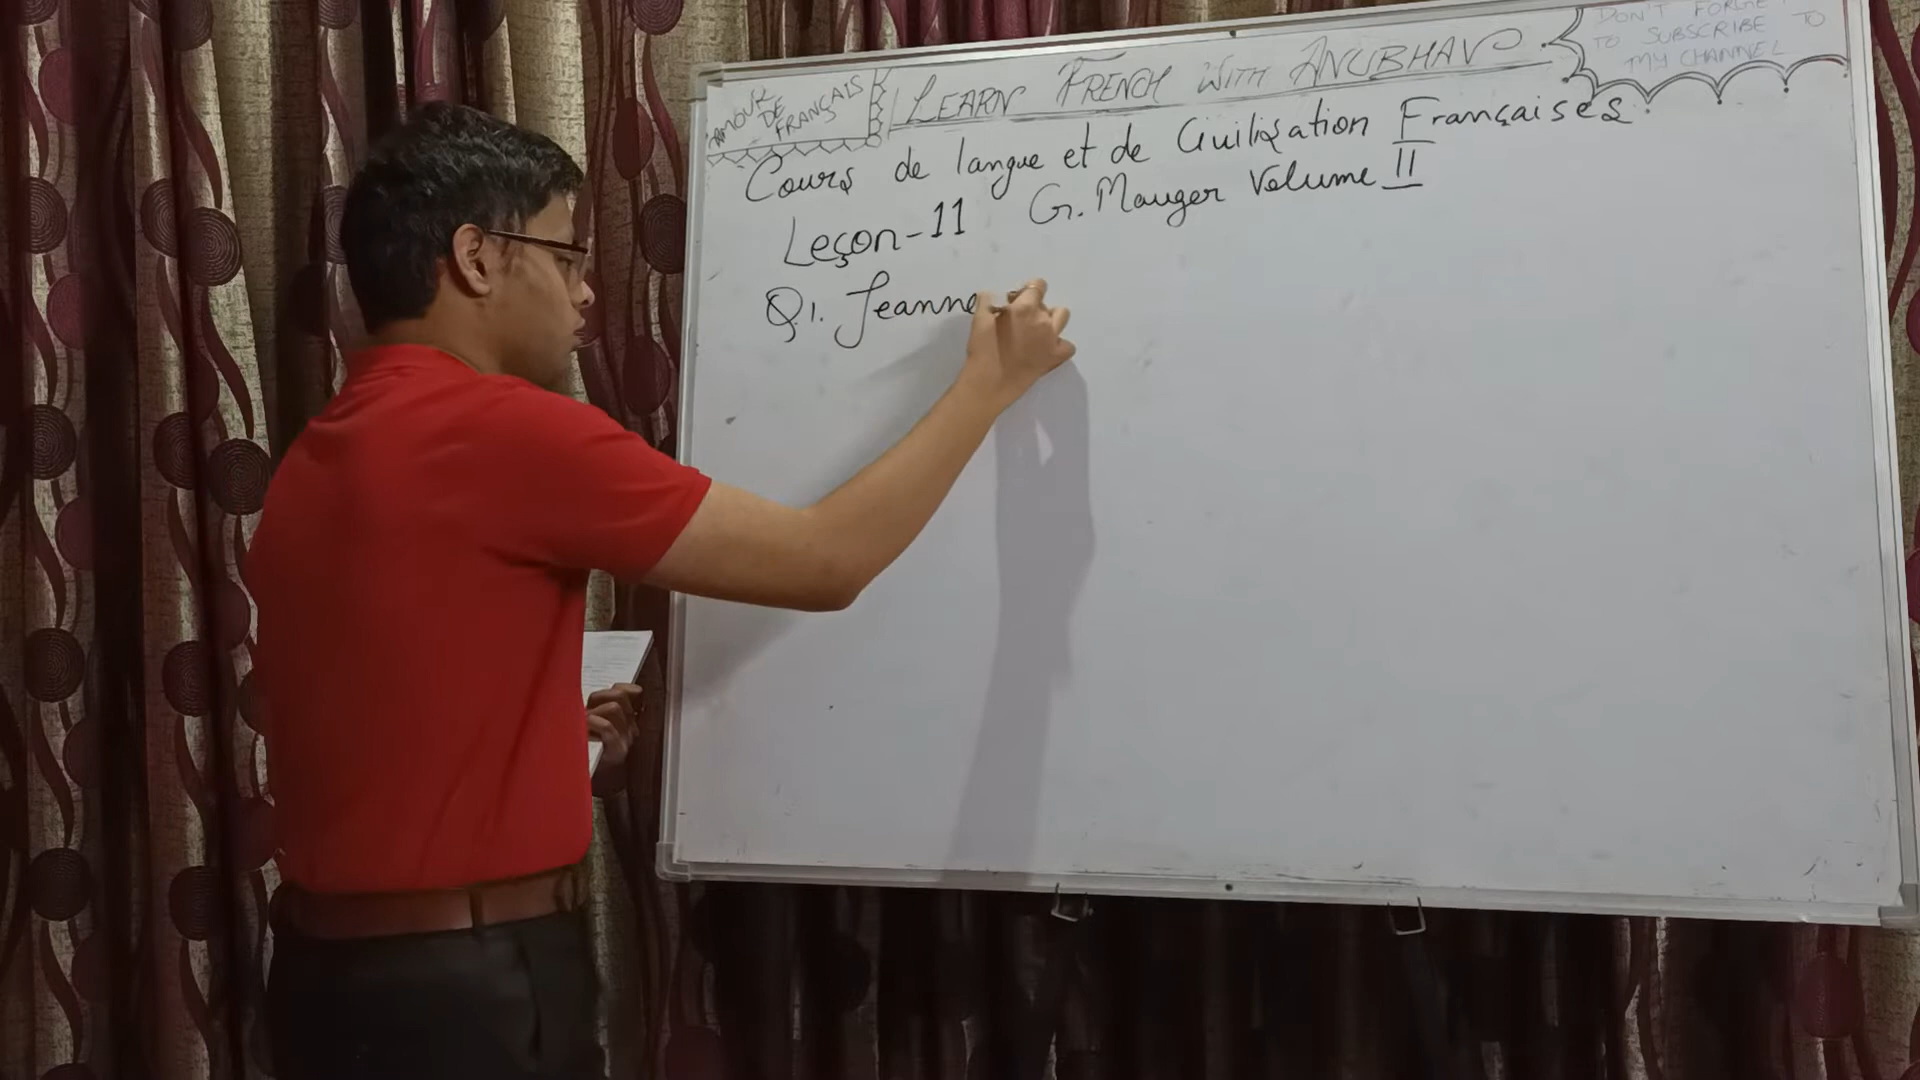 AMOUR
DE
FRANÇAIS
LEARN FRENCH WITH ANUBHAV
DON'T FORGET
TO SUBSCRIBE TO
MY CHANNEL
Cours de langue et de Civilisation Françaises.
Leçon-11 G. Mauger Volume II
Q.1. Jeanne